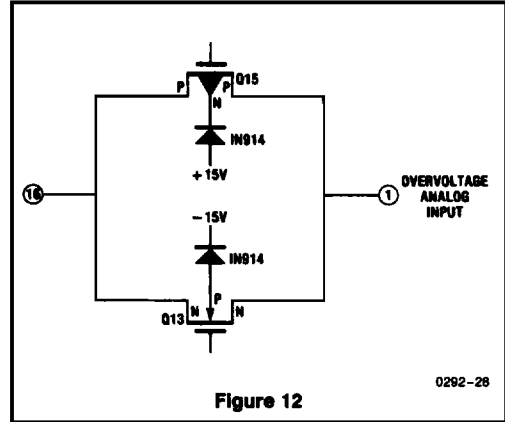 Q15
P
P
N
IN914
+15V
16
1
OVERVOLTAGE
ANALOG
INPUT
-15V
IN914
P
N
N
Q13
0292-28
Figure 12